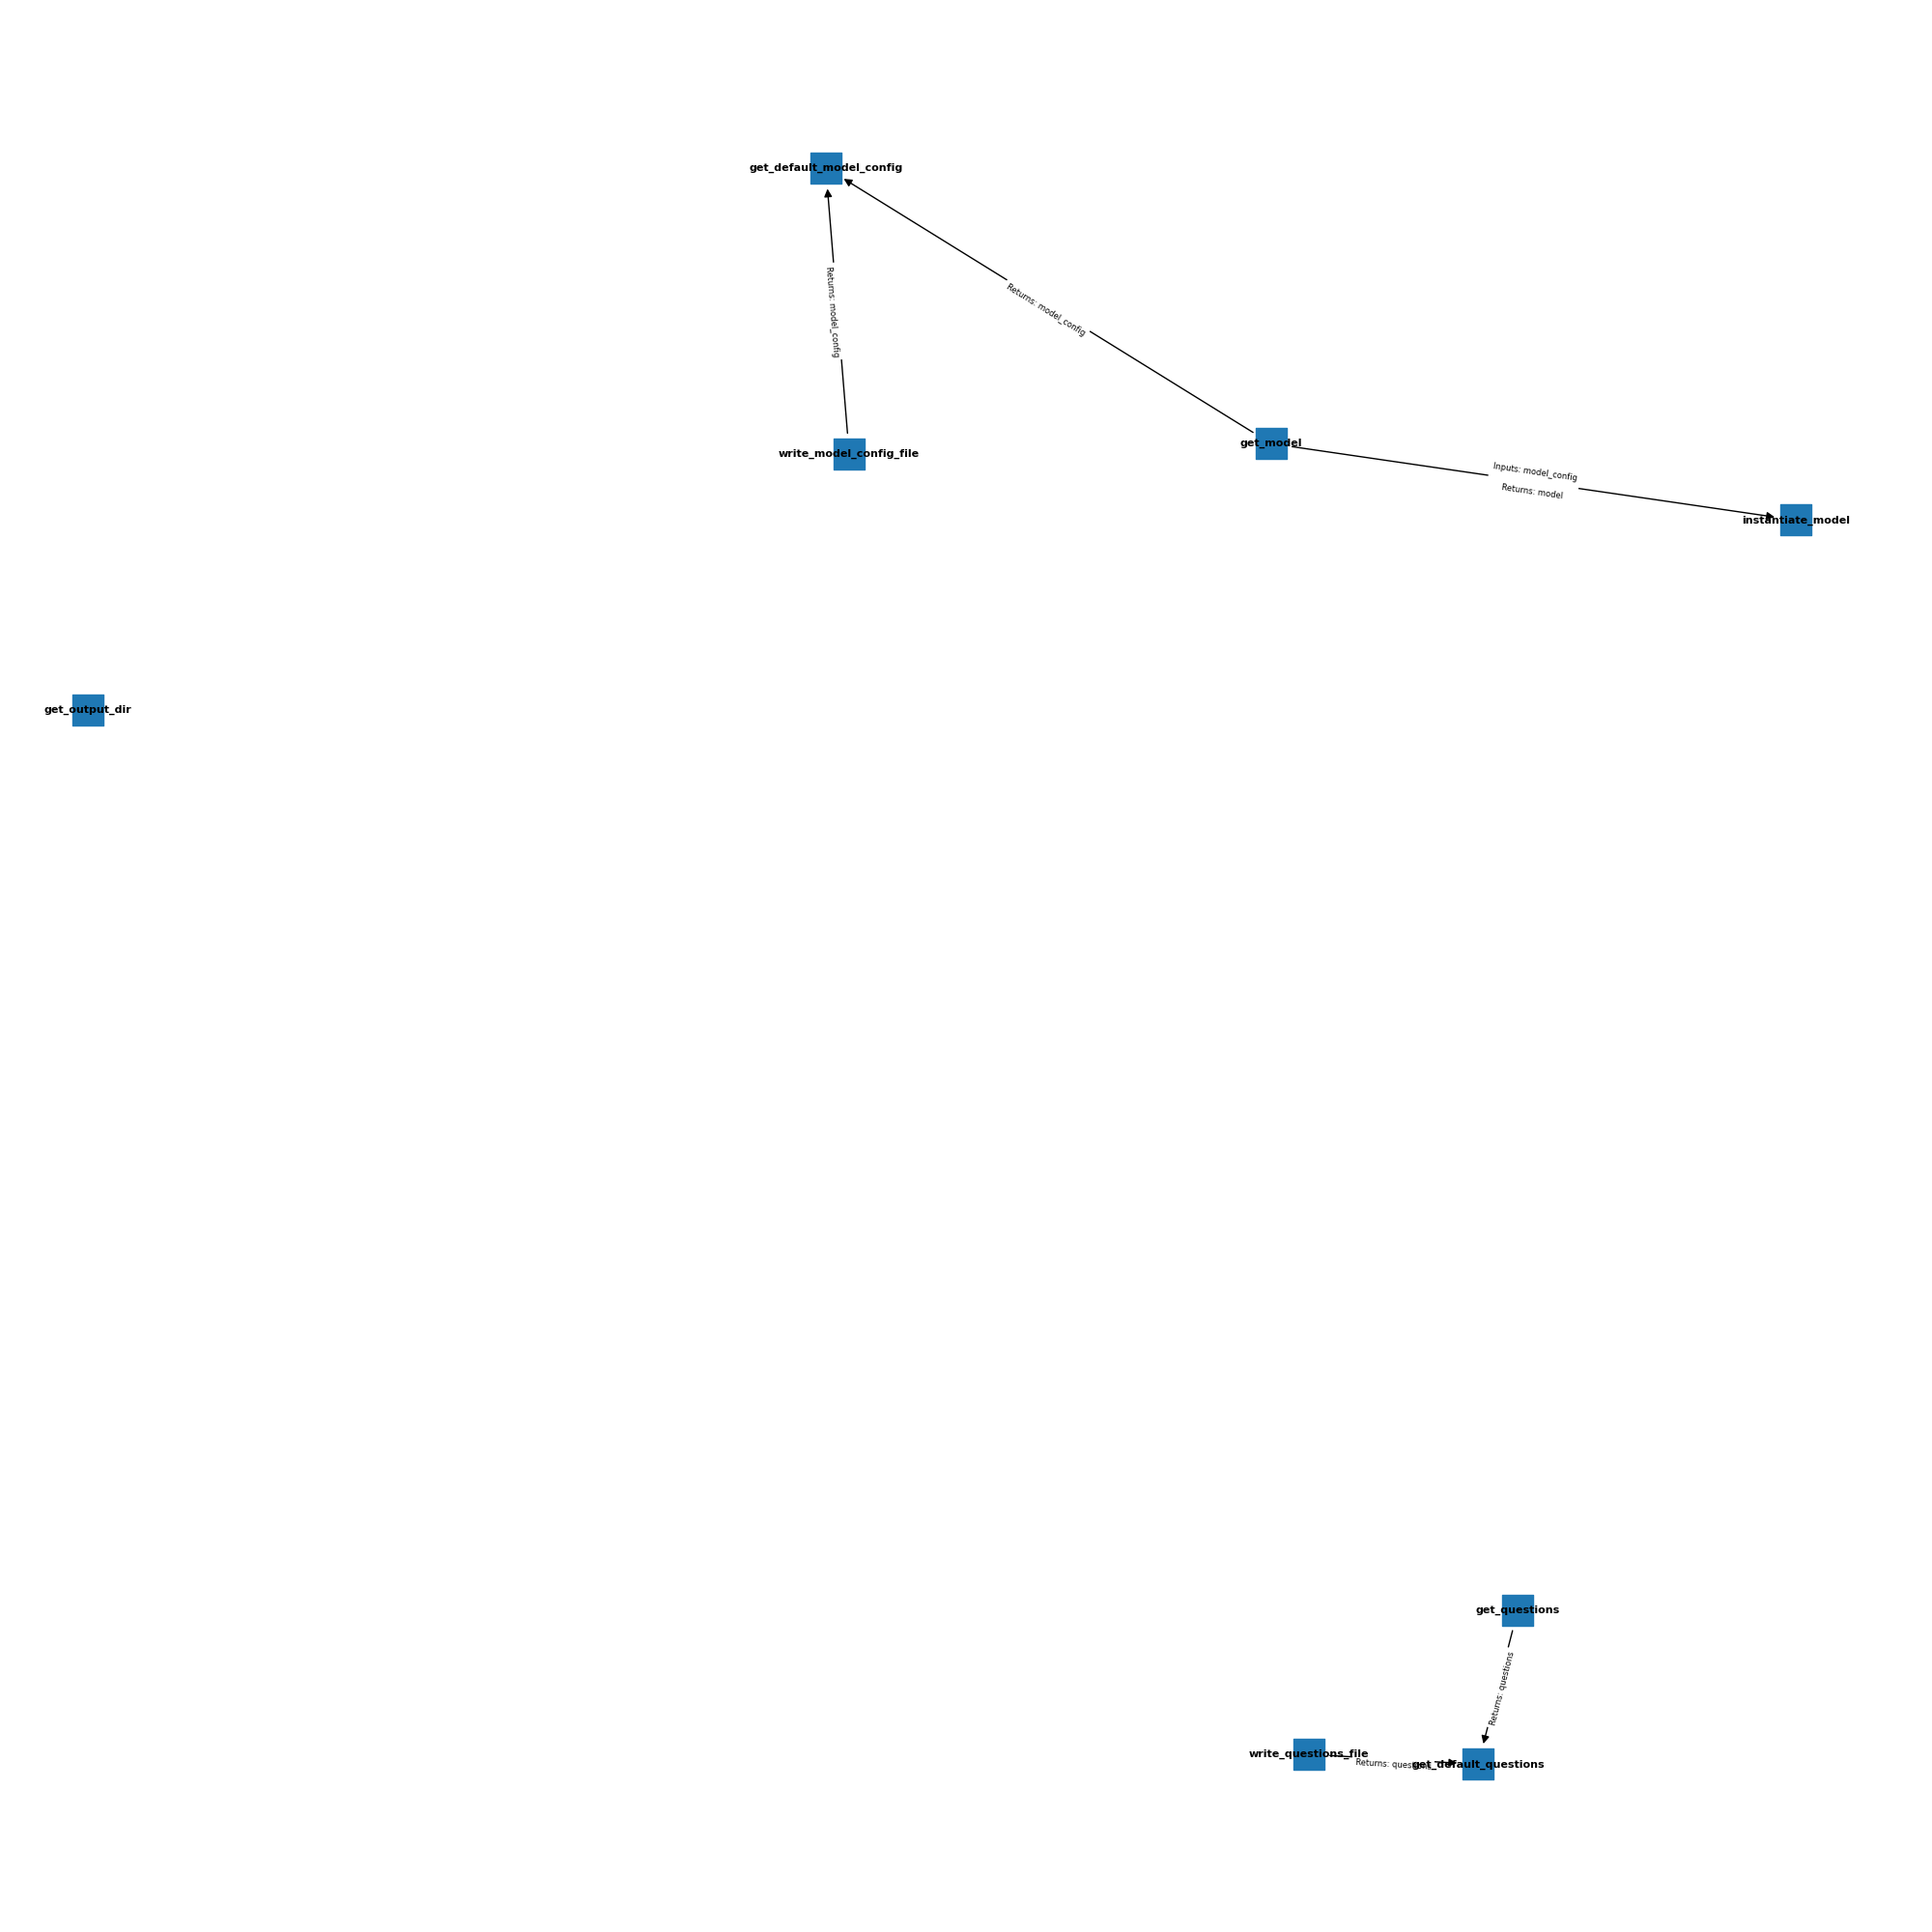 get_default_model_config
Returns: model_config
Returns: model_config
write_model_config_file
get_model
Inputs: model_config
Returns: model
instantiate_model
get_output_dir
get_questions
Returns: questions
write_questions_file
Returns: questions
get_default_questions